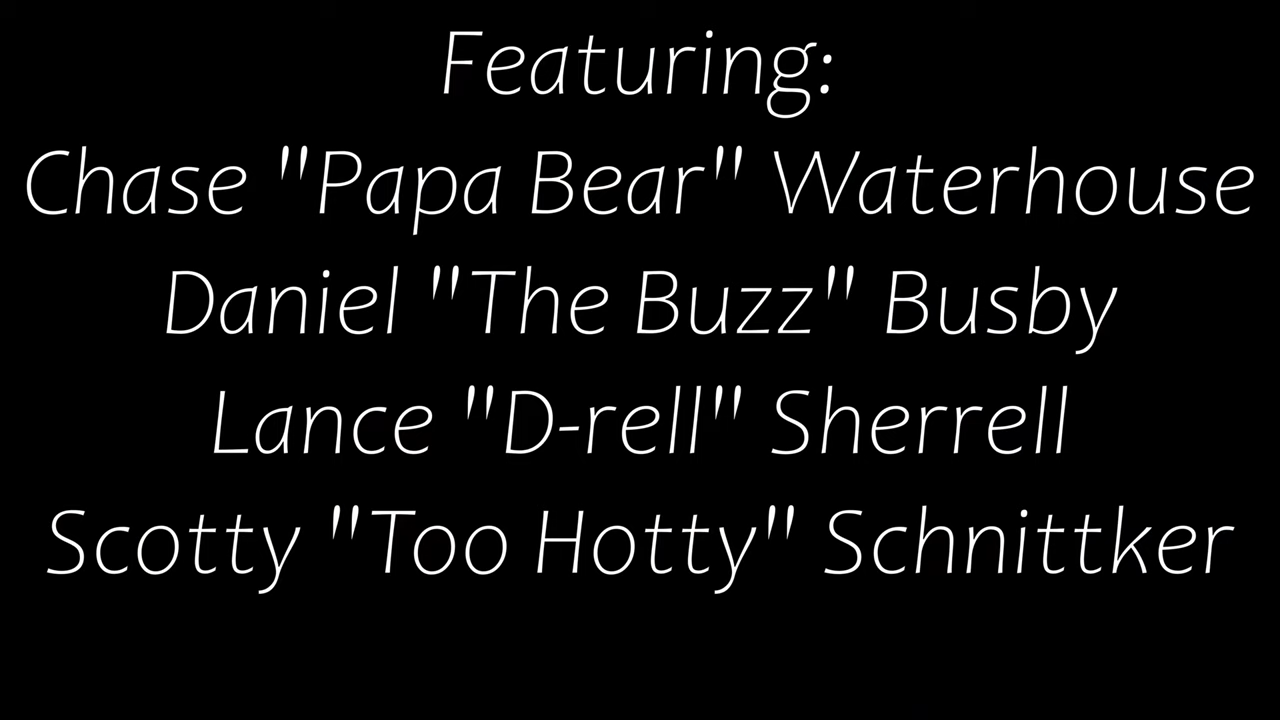 Featuring:
Chase "Papa Bear" Waterhouse
Daniel "The Buzz" Busby
Lance "D-rell" Sherrell
Scotty "Too Hotty" Schnittker